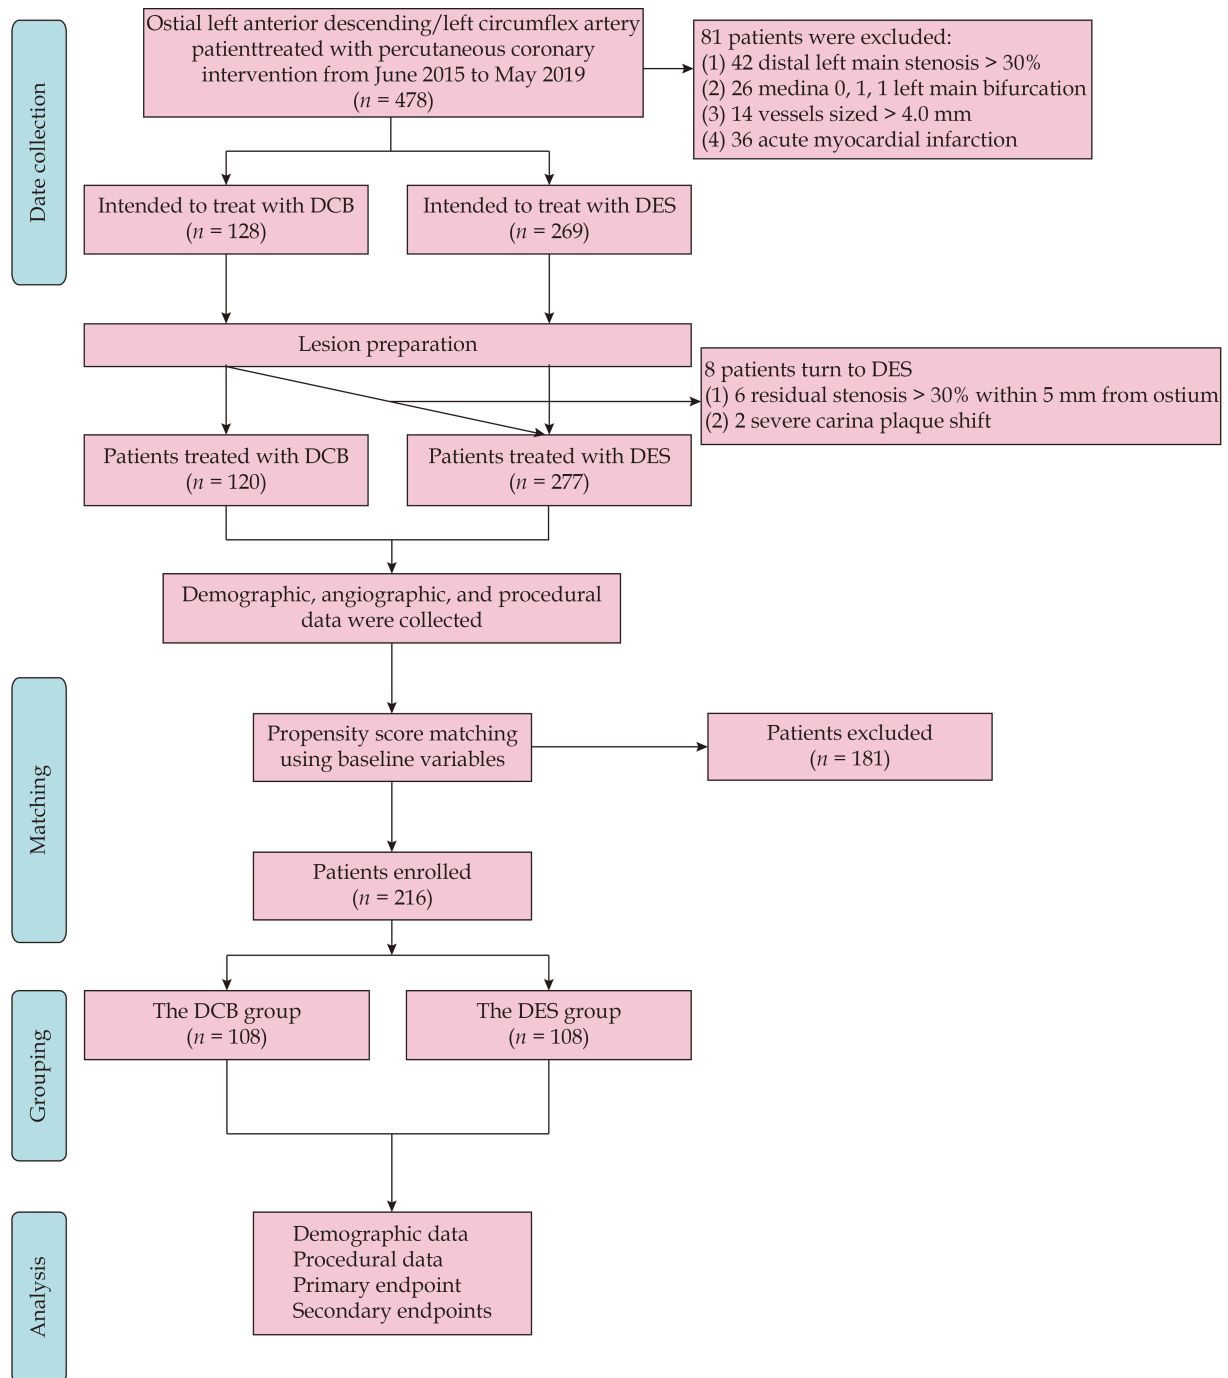 Date collection
Ostial left anterior descending/left circumflex artery
patienttreated with percutaneous coronary
intervention from June 2015 to May 2019
(n = 478)
81 patients were excluded:
(1) 42 distal left main stenosis > 30%
(2) 26 medina 0, 1, 1 left main bifurcation
(3) 14 vessels sized > 4.0 mm
(4) 36 acute myocardial infarction
Intended to treat with DCB
(n = 128)
Intended to treat with DES
(n = 269)
Lesion preparation
8 patients turn to DES
(1) 6 residual stenosis > 30% within 5 mm from ostium
(2) 2 severe carina plaque shift
Patients treated with DCB
(n = 120)
Patients treated with DES
(n = 277)
Demographic, angiographic, and procedural
data were collected
Matching
Propensity score matching
using baseline variables
Patients excluded
(n = 181)
Patients enrolled
(n = 216)
Grouping
The DCB group
(n = 108)
The DES group
(n = 108)
Analysis
Demographic data
Procedural data
Primary endpoint
Secondary endpoints